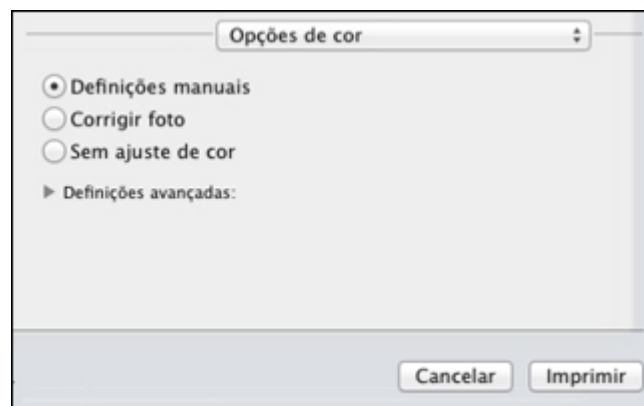 Opções de cor
Definições manuais
Corrigir foto
Sem ajuste de cor
Definições avançadas:
Cancelar
Imprimir